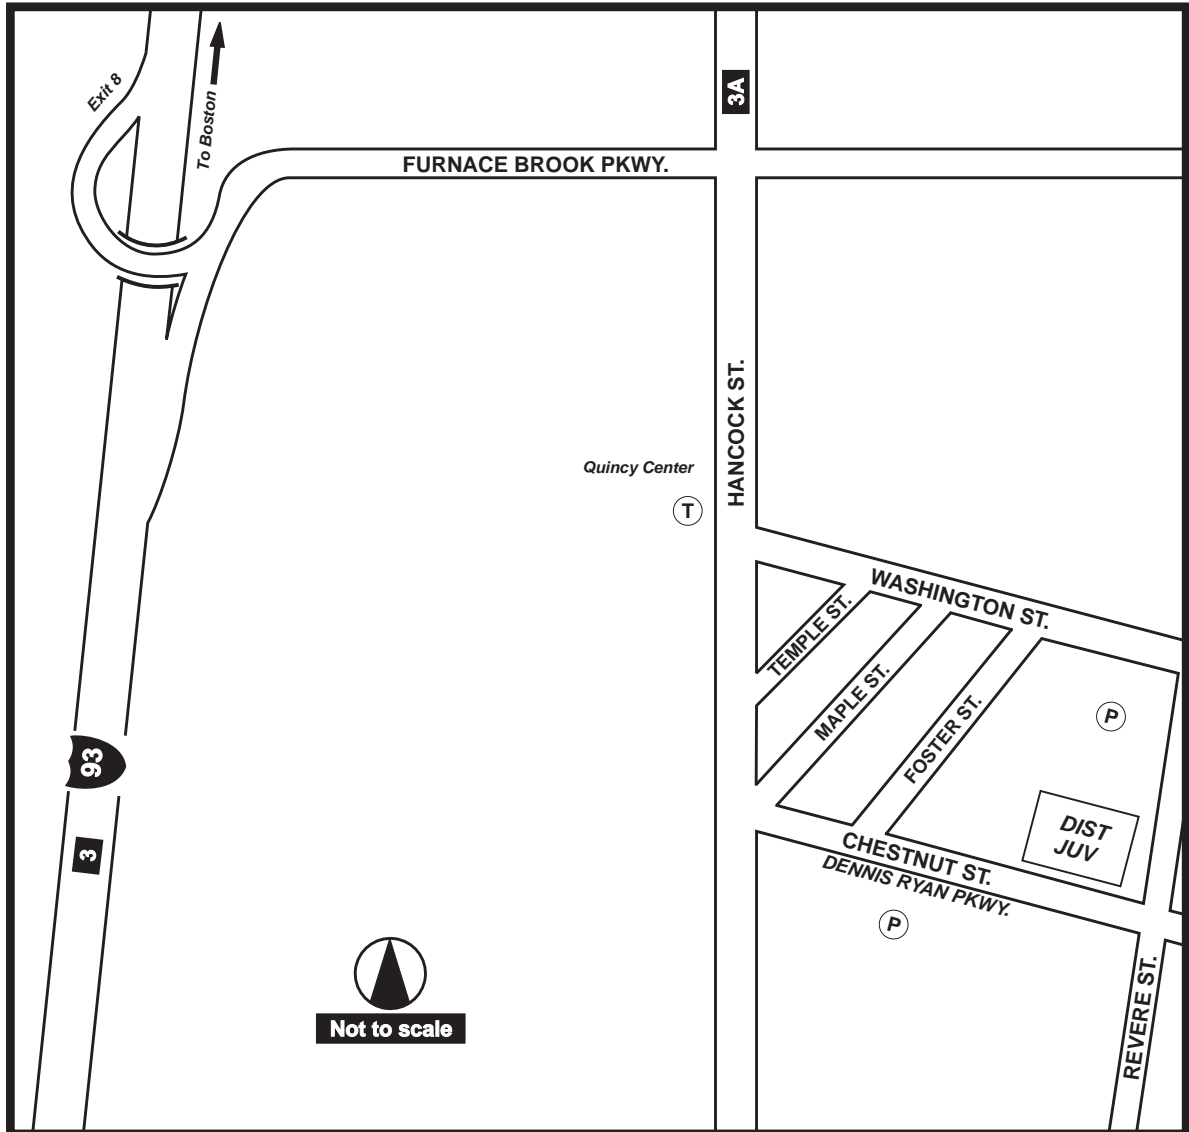 Exit 8
To Boston
3A
FURNACE BROOK PKWY.
HANCOCK ST.
Quincy Center
T
WASHINGTON ST.
TEMPLE ST.
MAPLE ST.
FOSTER ST.
P
93
3
DIST
JUV
CHESTNUT ST.
DENNIS RYAN PKWY.
P
REVERE ST.
Not to scale